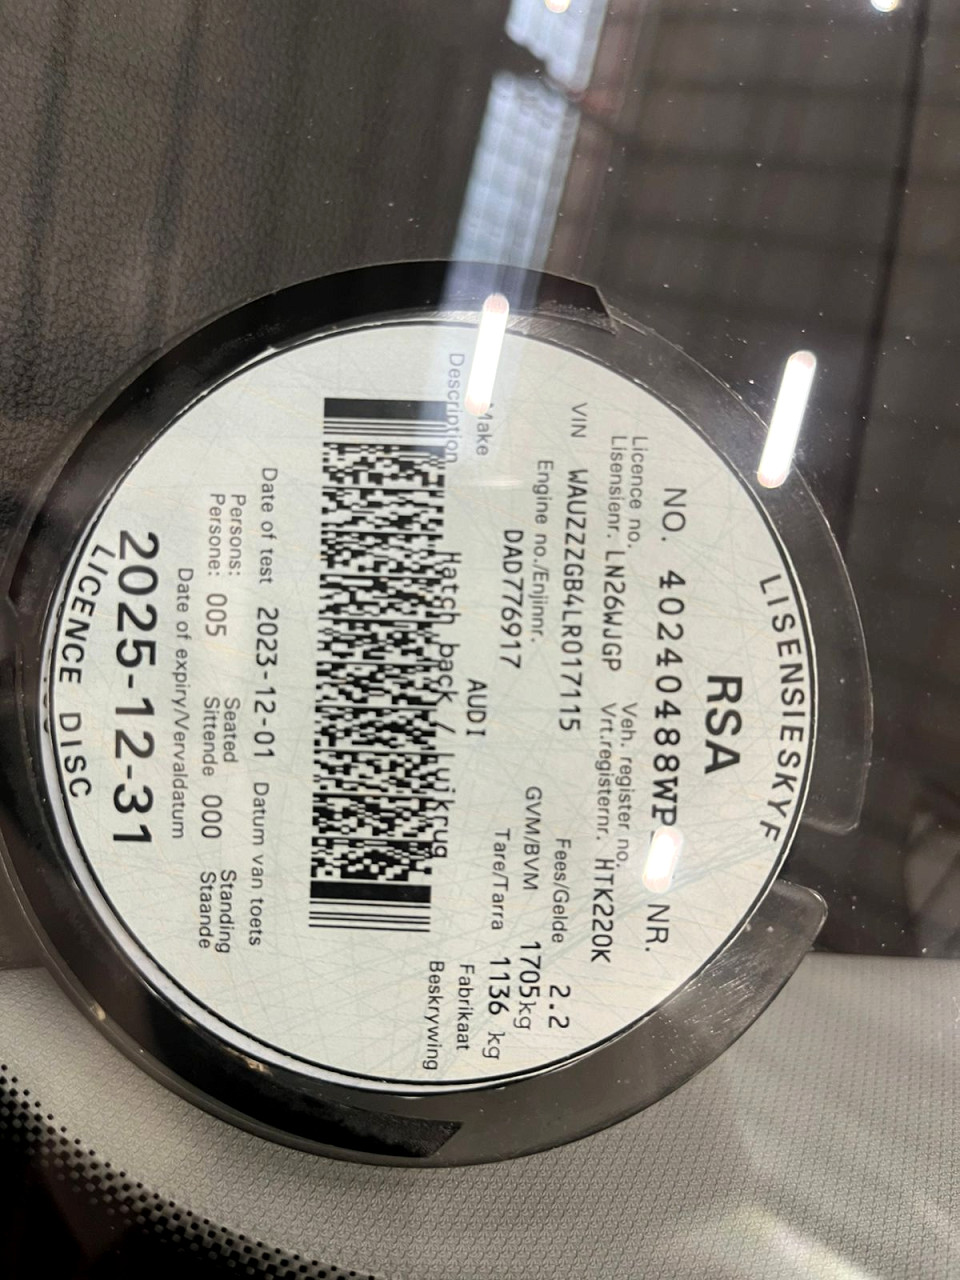 LISENSIESKYF
RSA
NO. 40240488WP NR.
Licence no. Veh. register no.
Lisensienr. LN26WJGP Vrt.registernr. HTK220K
VIN WAUZZZGB4LR017115 Fees/Gelde 2.2
Engine no./Enjinnr. GVM/BVM 1705kg
DAD776917 Tare/Tarra 1136 kg
Make AUDI Fabrikaat
Description Hatch back / Luikrug Beskrywing
Date of test 2023-12-01 Datum van toets
Persons: Seated Standing
Persone: 005 Sittende 000 Staande
Date of expiry/Vervaldatum
2025-12-31
LICENCE DISC